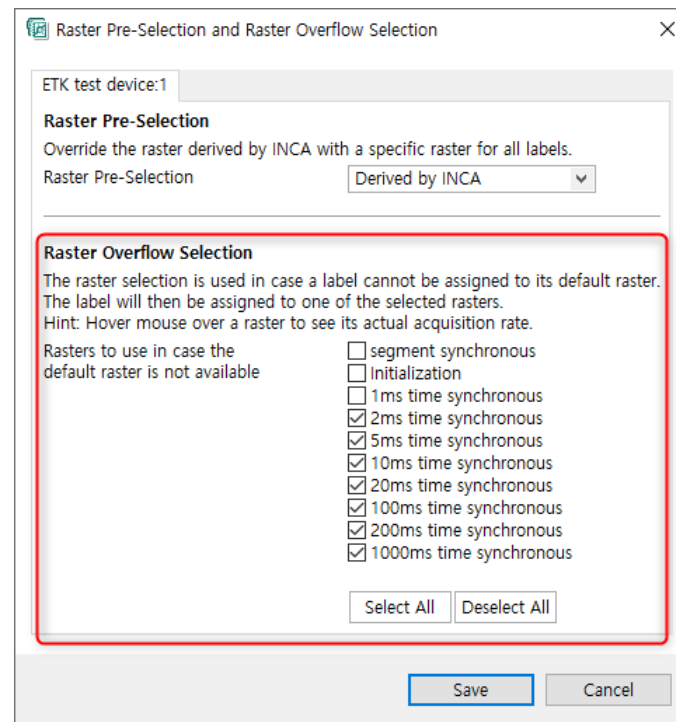 Raster Pre-Selection and Raster Overflow Selection
ETK test device:1
Raster Pre-Selection
Override the raster derived by INCA with a specific raster for all labels.
Raster Pre-Selection
Derived by INCA
Raster Overflow Selection
The raster selection is used in case a label cannot be assigned to its default raster.
The label will then be assigned to one of the selected rasters.
Hint: Hover mouse over a raster to see its actual acquisition rate.
Rasters to use in case the
default raster is not available
segment synchronous
Initialization
1ms time synchronous
2ms time synchronous
5ms time synchronous
10ms time synchronous
20ms time synchronous
100ms time synchronous
200ms time synchronous
1000ms time synchronous
Select All
Deselect All
Save
Cancel